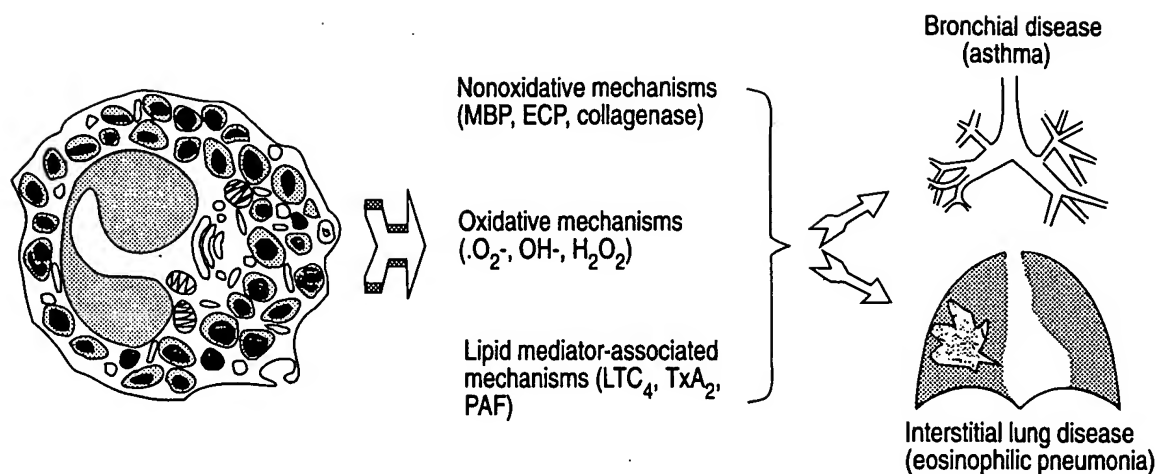 Bronchial disease
(asthma)
Nonoxidative mechanisms
(MBP, ECP, collagenase)
Oxidative mechanisms
(.O₂-, OH-, H₂O₂)
Lipid mediator-associated
mechanisms (LTC₄, TxA₂,
PAF)
Interstitial lung disease
(eosinophilic pneumonia)